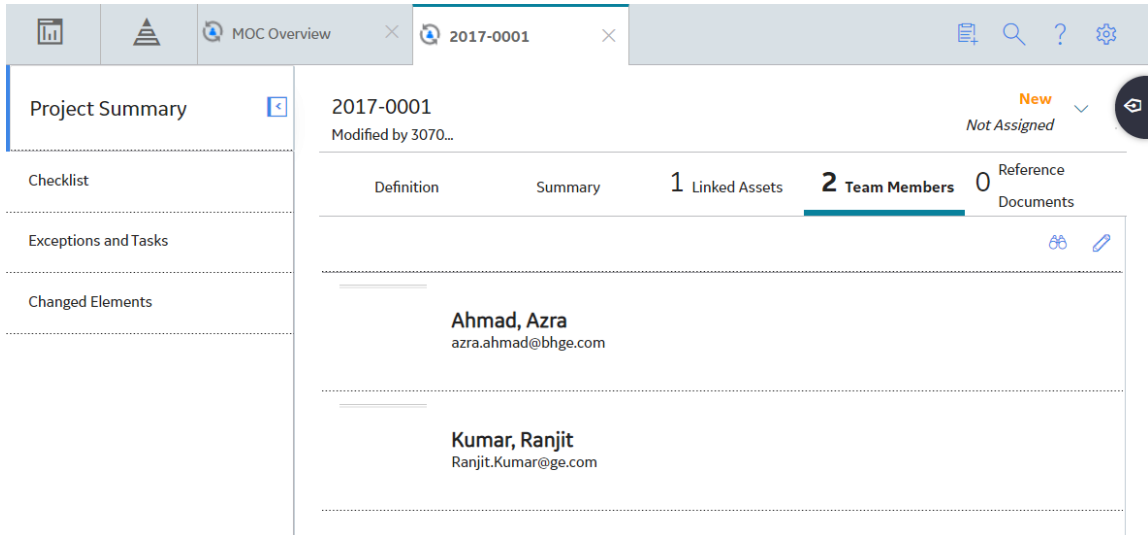 MOC Overview
2017-0001
Project Summary
Checklist
Exceptions and Tasks
Changed Elements
2017-0001
Modified by 3070...
New
Not Assigned
Definition
Summary
1 Linked Assets
2 Team Members
0 Reference
Documents
Ahmad, Azra
azra.ahmad@bhge.com
Kumar, Ranjit
Ranjit.Kumar@ge.com